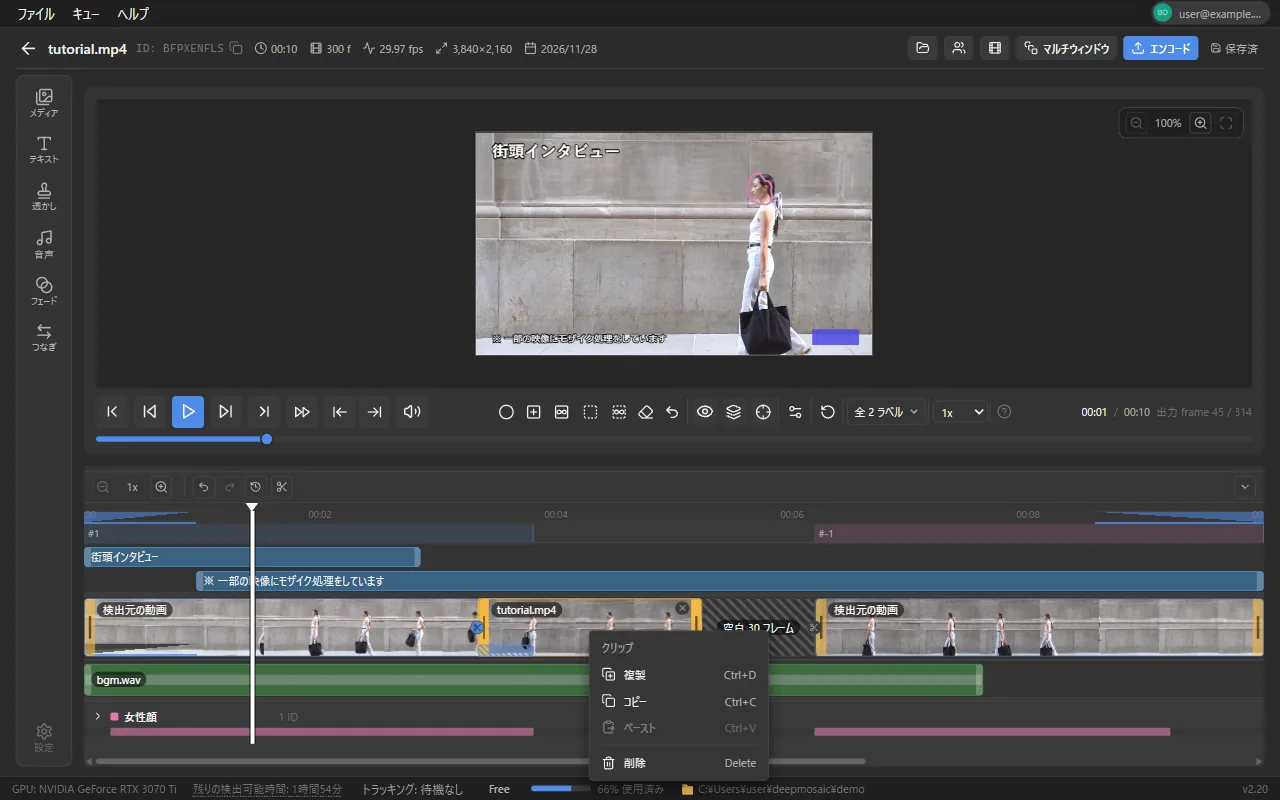 ファイル キュー ヘルプ
BO user@example....
tutorial.mp4 ID: BFPXENFLS 00:10 300 f 29.97 fps 3,840×2,160 2026/11/28
マルチウィンドウ エンコード 保存済
メディア
テキスト
透かし
音声
フェード
つなぎ
設定
100%
街頭インタビュー
※ 一部の映像にモザイク処理をしています
全 2 ラベル 1x 00:01 / 00:10 出力 frame 45 / 314
1x
00 00:02 00:04 00:06 00:08 00
#1 #-1
街頭インタビュー
※ 一部の映像にモザイク処理をしています
検出元の動画 tutorial.mp4 空白 30 フレーム 検出元の動画
bgm.wav
女性顔 1 ID
クリップ
複製 Ctrl+D
コピー Ctrl+C
ペースト Ctrl+V
削除 Delete
GPU: NVIDIA GeForce RTX 3070 Ti 残りの検出可能時間: 1時間54分 トラッキング: 待機なし Free 66% 使用済み C:¥Users¥user¥deepmosaic¥demo v2.20